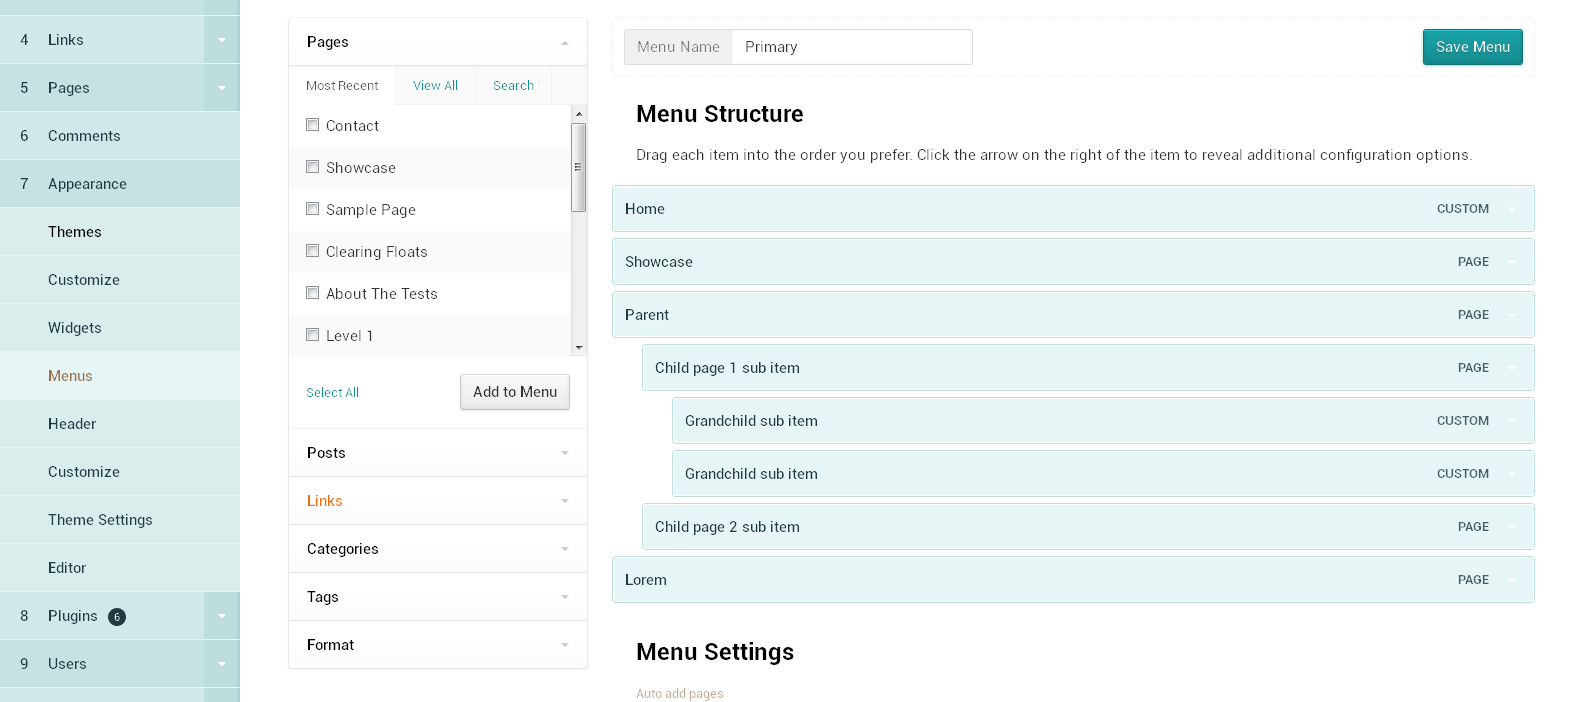 4 Links
5 Pages
6 Comments
7 Appearance
Themes
Customize
Widgets
Menus
Header
Customize
Theme Settings
Editor
8 Plugins 6
9 Users
Pages
Most Recent View All Search
Contact
Showcase
Sample Page
Clearing Floats
About The Tests
Level 1
Select All Add to Menu
Posts
Links
Categories
Tags
Format
Menu Name Primary Save Menu
Menu Structure
Drag each item into the order you prefer. Click the arrow on the right of the item to reveal additional configuration options.
Home CUSTOM
Showcase PAGE
Parent PAGE
Child page 1 sub item PAGE
Grandchild sub item CUSTOM
Grandchild sub item CUSTOM
Child page 2 sub item PAGE
Lorem PAGE
Menu Settings
Auto add pages